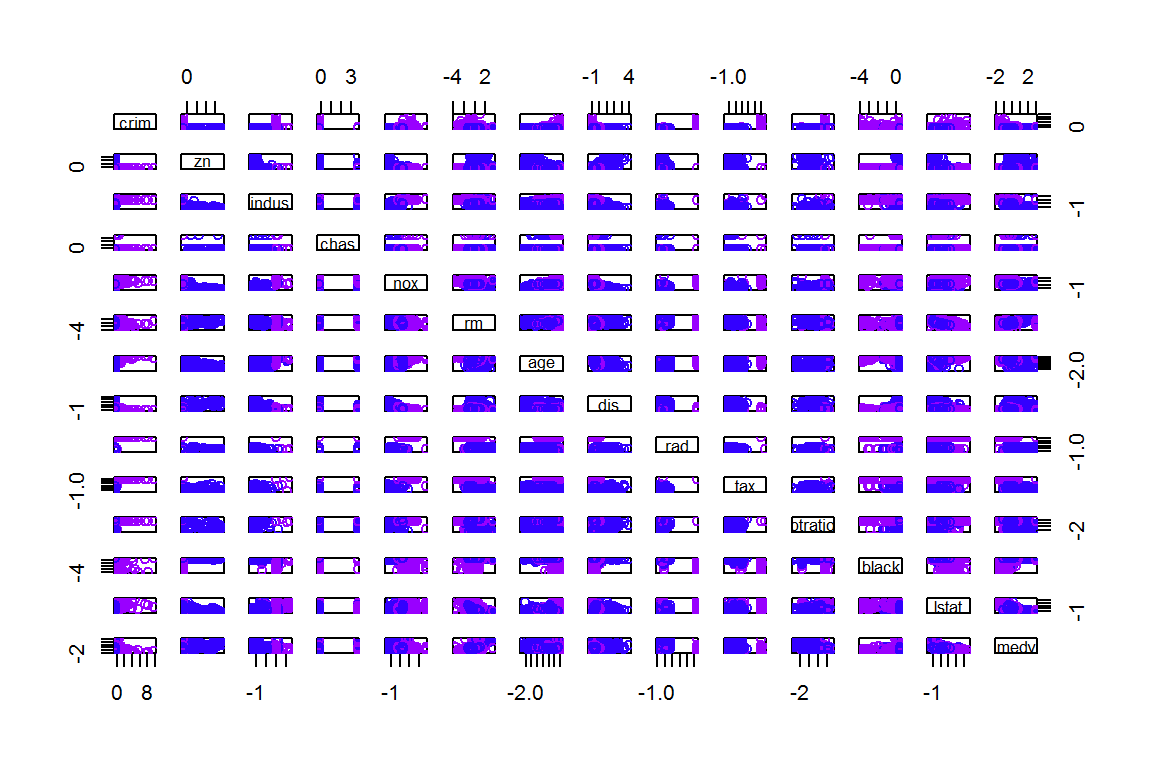 0 0 3 -4 2 -1 4 -1.0 -4 0 -2 2
crim 0
0 zn
indus -1
0 chas
nox -1
-4 rm
age -2.0
-1 dis
rad -1.0
-1.0 tax
ptratio -2
-4 black
lstat -1
-2 medv
0 8 -1 -1 -2.0 -1.0 -2 -1